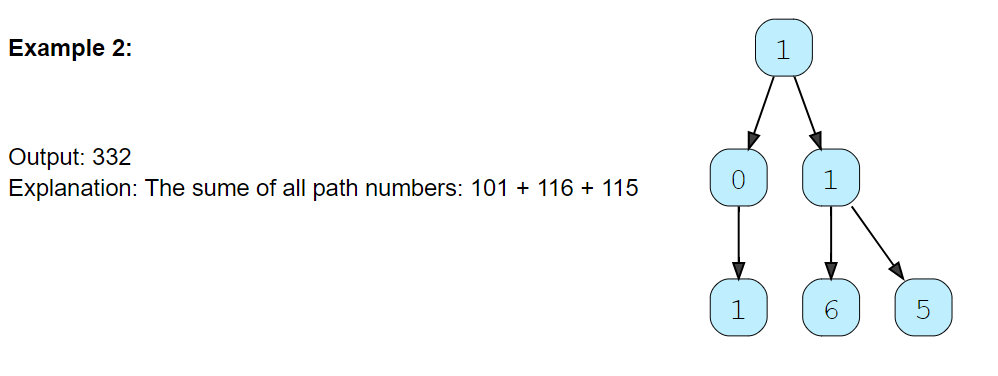 Example 2:
Output: 332
Explanation: The sume of all path numbers: 101 + 116 + 115
1
0 1
1 6 5